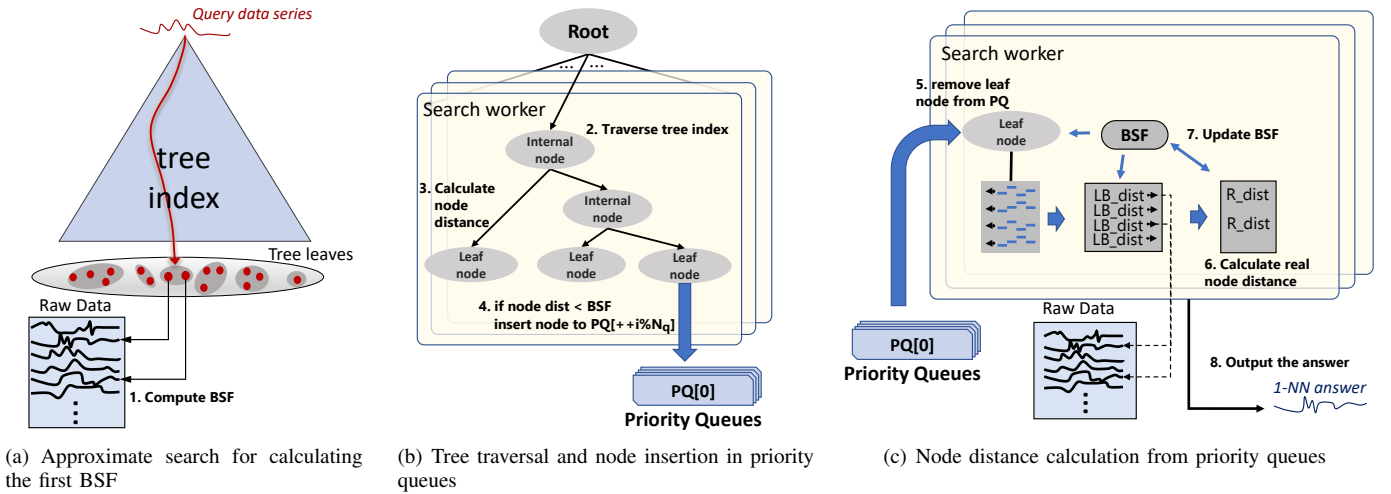 Query data series
tree
index
Tree leaves
Raw Data
1. Compute BSF
(a) Approximate search for calculating
the first BSF
Root
... ...
Search worker
2. Traverse tree index
Internal
node
3. Calculate
node
distance
Internal
node
Leaf
node
Leaf
node
Leaf
node
4. if node dist < BSF
insert node to PQ[++i%Nq]
PQ[0]
Priority Queues
(b) Tree traversal and node insertion in priority
queues
Search worker
5. remove leaf
node from PQ
Leaf
node
BSF
7. Update BSF
LB_dist
LB_dist
LB_dist
LB_dist
R_dist
R_dist
6. Calculate real
node distance
PQ[0]
Priority Queues
Raw Data
8. Output the answer
1-NN answer
(c) Node distance calculation from priority queues